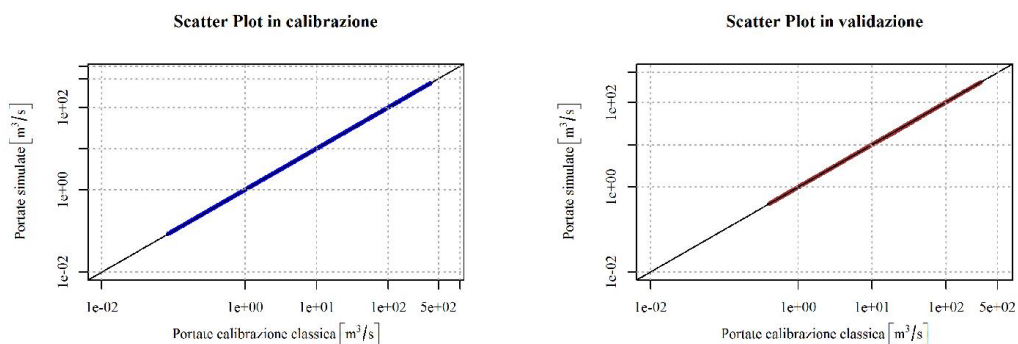 Scatter Plot in calibrazione
Portate simulate [m³/s]
1e+02
1e+00
1e-02
1e-02 1e+00 1e+01 1e+02 5e+02
Portate calibrazione classica [m³/s]
Scatter Plot in validazione
Portate simulate [m³/s]
1e+02
1e+00
1e-02
1e-02 1e+00 1e+01 1e+02 5e+02
Portate calibrazione classica [m³/s]